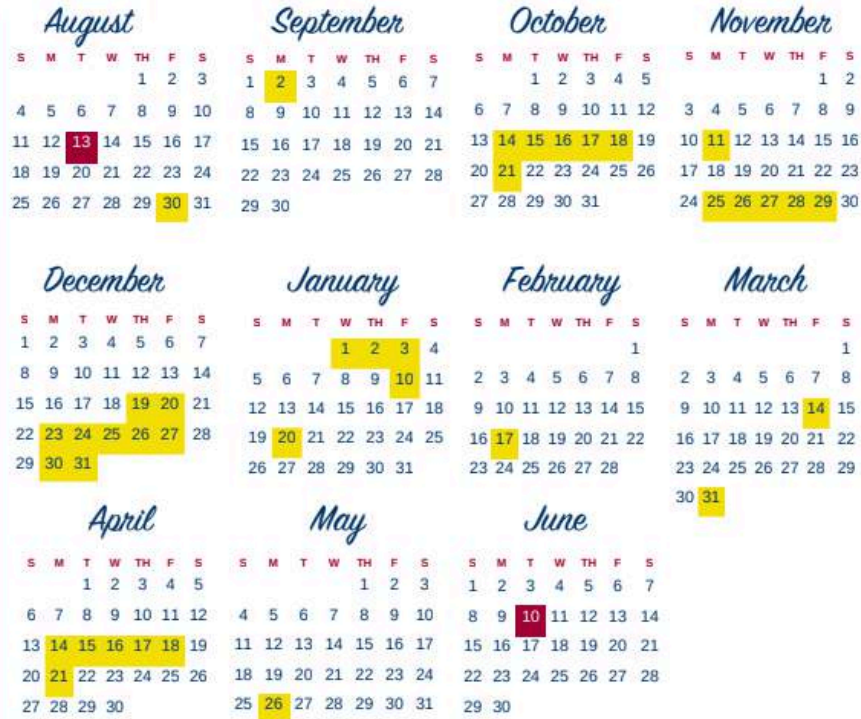 August
S M T W TH F S
1 2 3
4 5 6 7 8 9 10
11 12 13 14 15 16 17
18 19 20 21 22 23 24
25 26 27 28 29 30 31
September
S M T W TH F S
1 2 3 4 5 6 7
8 9 10 11 12 13 14
15 16 17 18 19 20 21
22 23 24 25 26 27 28
29 30
October
S M T W TH F S
1 2 3 4 5
6 7 8 9 10 11 12
13 14 15 16 17 18 19
20 21 22 23 24 25 26
27 28 29 30 31
November
S M T W TH F S
1 2
3 4 5 6 7 8 9
10 11 12 13 14 15 16
17 18 19 20 21 22 23
24 25 26 27 28 29 30
December
S M T W TH F S
1 2 3 4 5 6 7
8 9 10 11 12 13 14
15 16 17 18 19 20 21
22 23 24 25 26 27 28
29 30 31
January
S M T W TH F S
1 2 3 4
5 6 7 8 9 10 11
12 13 14 15 16 17 18
19 20 21 22 23 24 25
26 27 28 29 30 31
February
S M T W TH F S
1
2 3 4 5 6 7 8
9 10 11 12 13 14 15
16 17 18 19 20 21 22
23 24 25 26 27 28
March
S M T W TH F S
1
2 3 4 5 6 7 8
9 10 11 12 13 14 15
16 17 18 19 20 21 22
23 24 25 26 27 28 29
30 31
April
S M T W TH F S
1 2 3 4 5
6 7 8 9 10 11 12
13 14 15 16 17 18 19
20 21 22 23 24 25 26
27 28 29 30
May
S M T W TH F S
1 2 3
4 5 6 7 8 9 10
11 12 13 14 15 16 17
18 19 20 21 22 23 24
25 26 27 28 29 30 31
June
S M T W TH F S
1 2 3 4 5 6 7
8 9 10 11 12 13 14
15 16 17 18 19 20 21
22 23 24 25 26 27 28
29 30